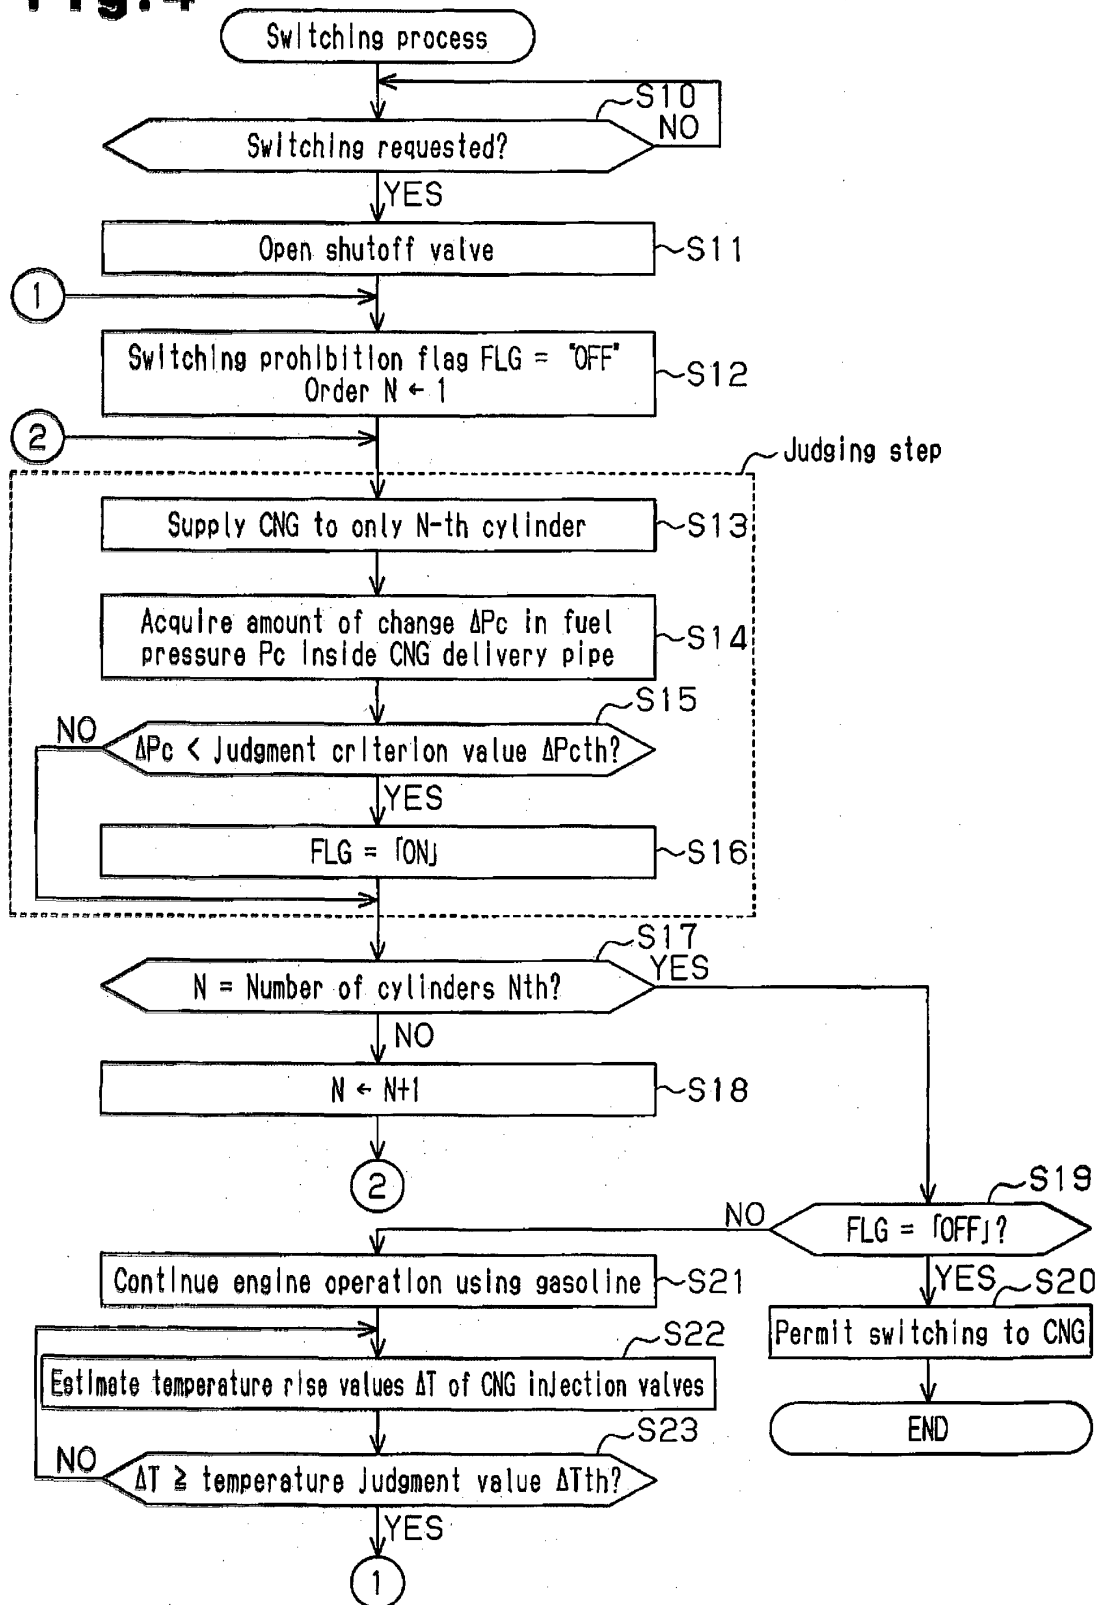 Fig.4
Switching process
S10
NO
Switching requested?
YES
Open shutoff valve
S11
1
Switching prohibition flag FLG = "OFF"
Order N ← 1
S12
2
Judging step
Supply CNG to only N-th cylinder
S13
Acquire amount of change ΔPc in fuel
pressure Pc inside CNG delivery pipe
S14
S15
NO
ΔPc < Judgment criterion value ΔPcth?
YES
FLG = 「ON」
S16
S17
YES
N = Number of cylinders Nth?
NO
N ← N+1
S18
2
S19
NO
FLG = 「OFF」?
Continue engine operation using gasoline
S21
YES
S20
Permit switching to CNG
S22
Estimate temperature rise values ΔT of CNG injection valves
END
S23
NO
ΔT ≧ temperature Judgment value ΔTth?
YES
1